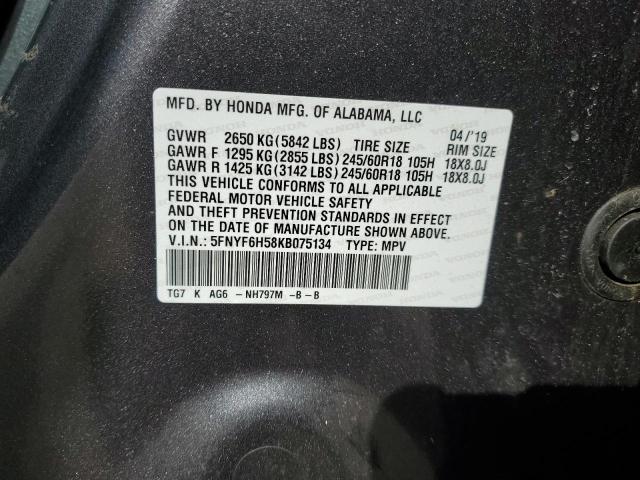 MFD. BY HONDA MFG. OF ALABAMA, LLC
GVWR 2650 KG (5842 LBS) TIRE SIZE 04/'19 RIM SIZE
GAWR F 1295 KG (2855 LBS) 245/60R18 105H 18X8.0J
GAWR R 1425 KG (3142 LBS) 245/60R18 105H 18X8.0J
THIS VEHICLE CONFORMS TO ALL APPLICABLE
FEDERAL MOTOR VEHICLE SAFETY
AND THEFT PREVENTION STANDARDS IN EFFECT
ON THE DATE OF MANUFACTURE SHOWN ABOVE.
V.I.N.: 5FNYF6H58KB075134 TYPE: MPV
TG7 K AG6 -NH797M -B-B